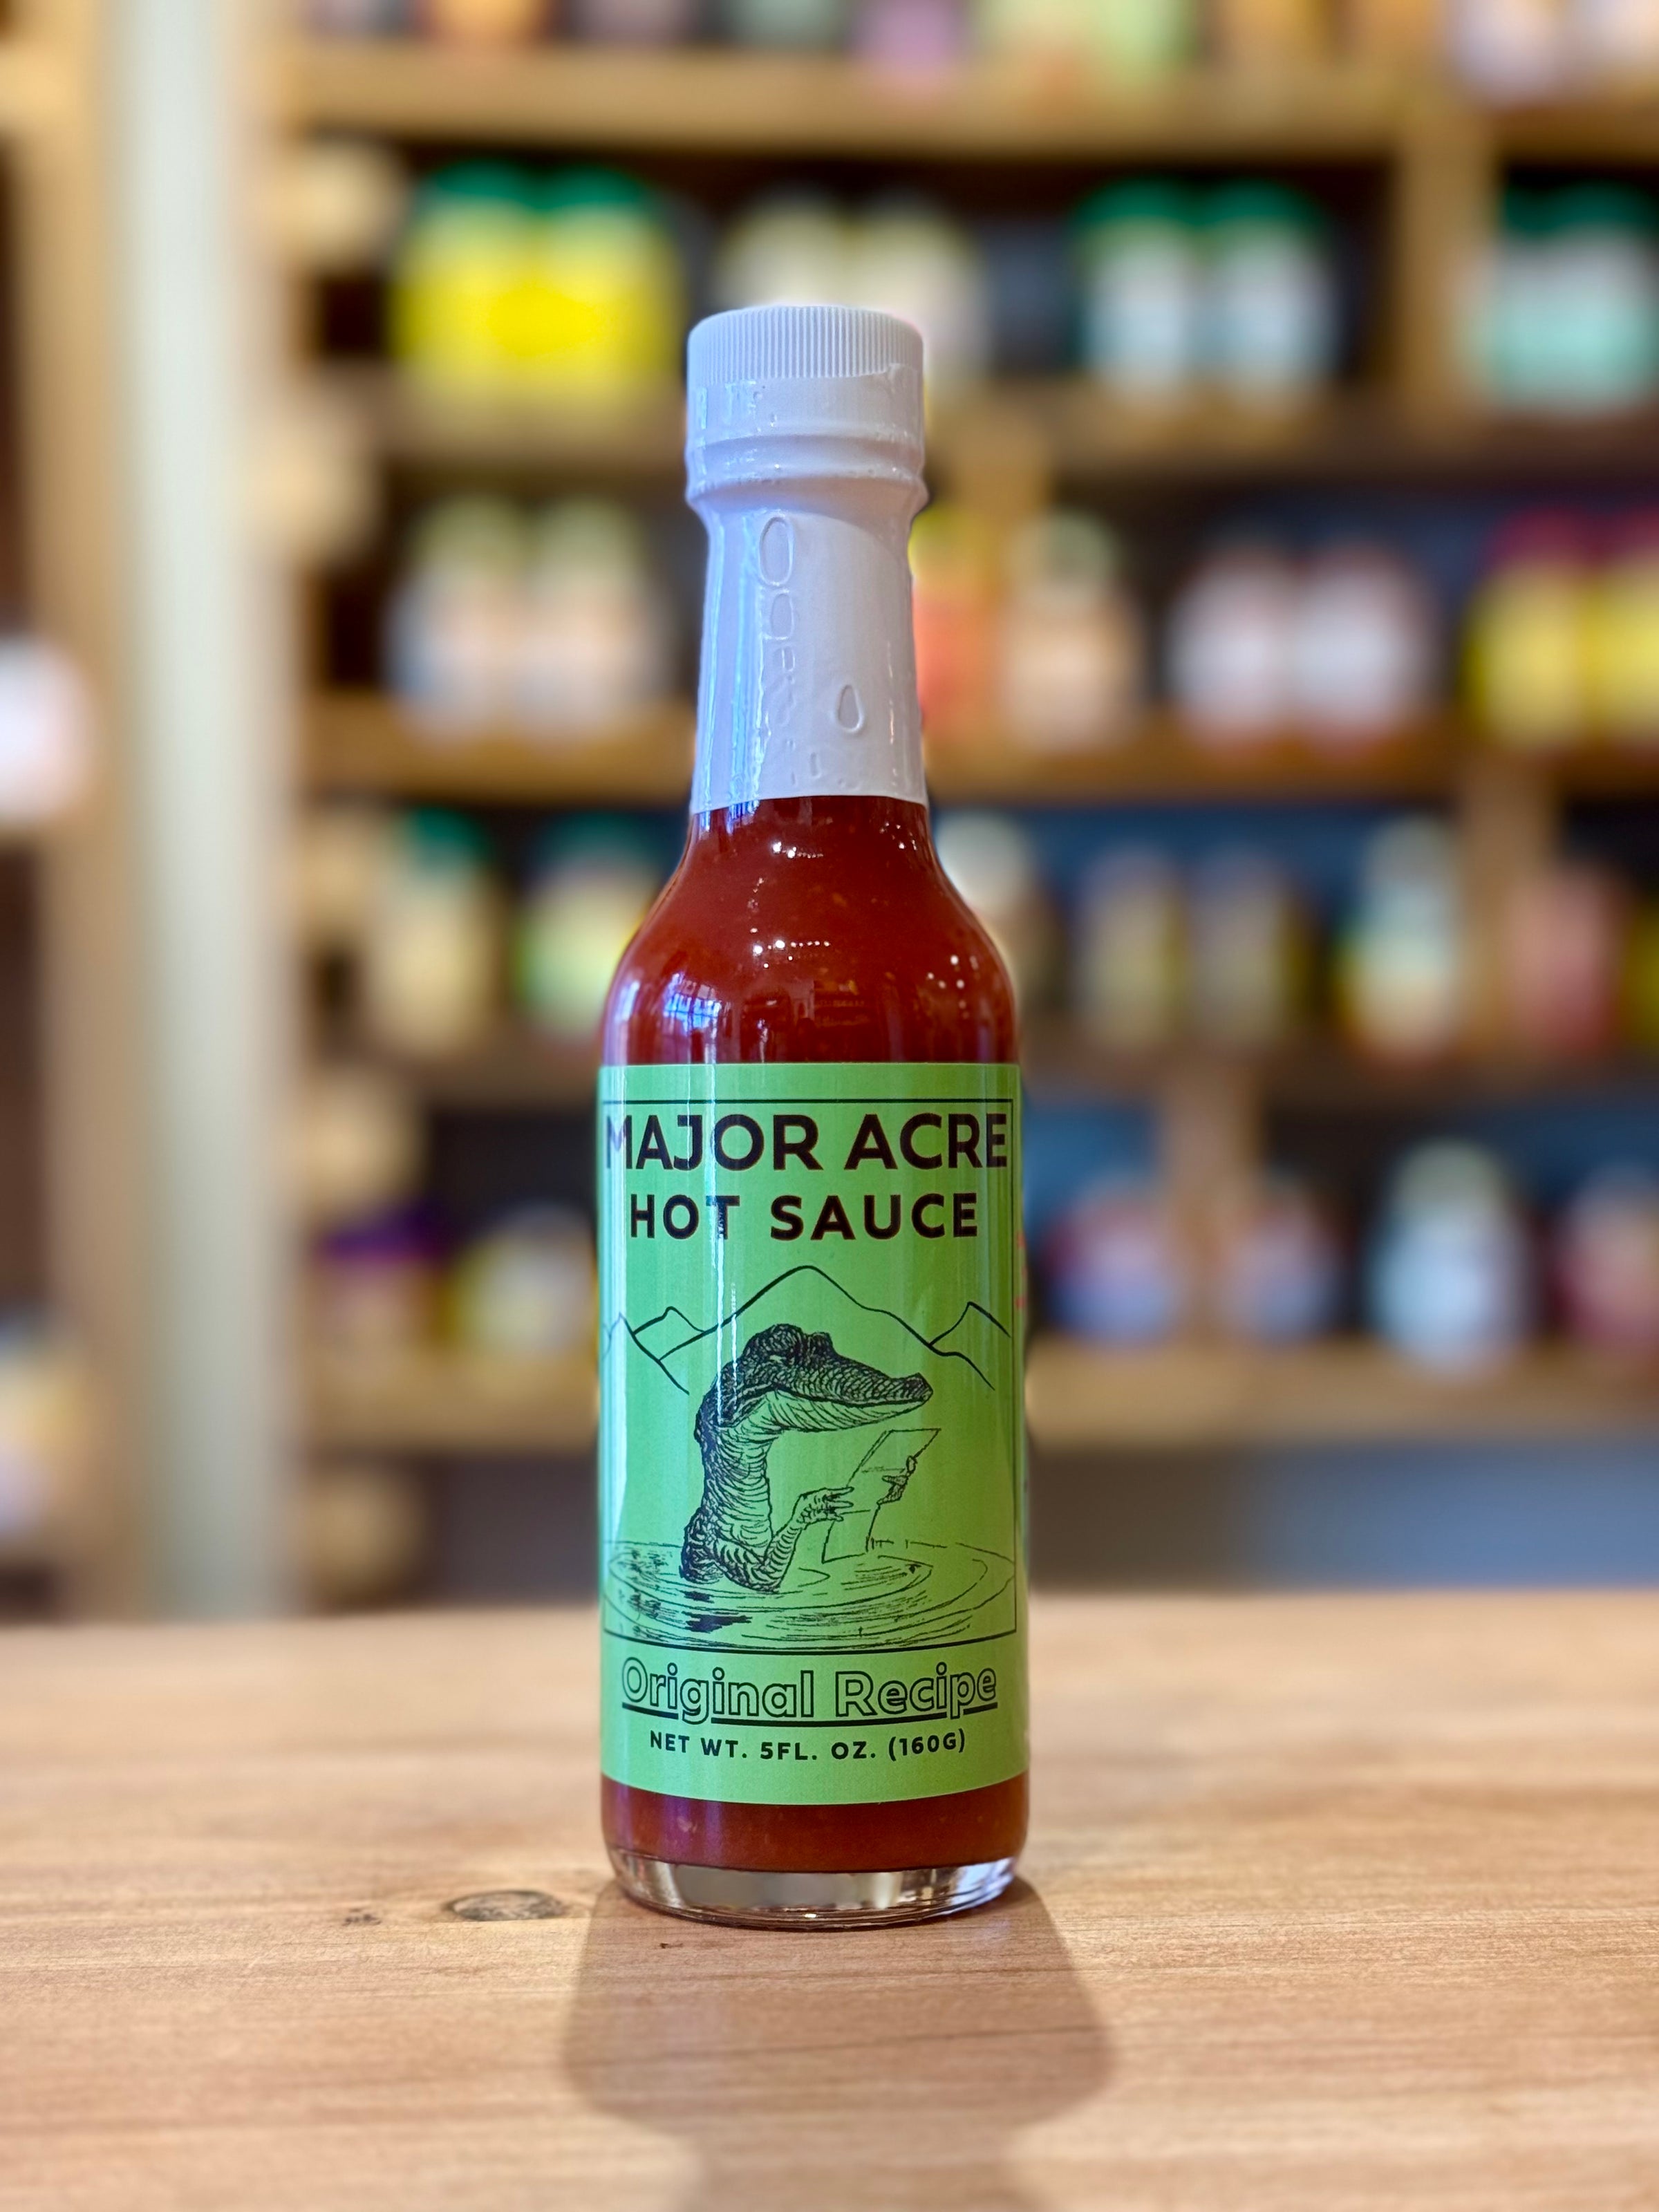 MAJOR ACRE
HOT SAUCE
Original Recipe
NET WT. 5FL. OZ. (160G)